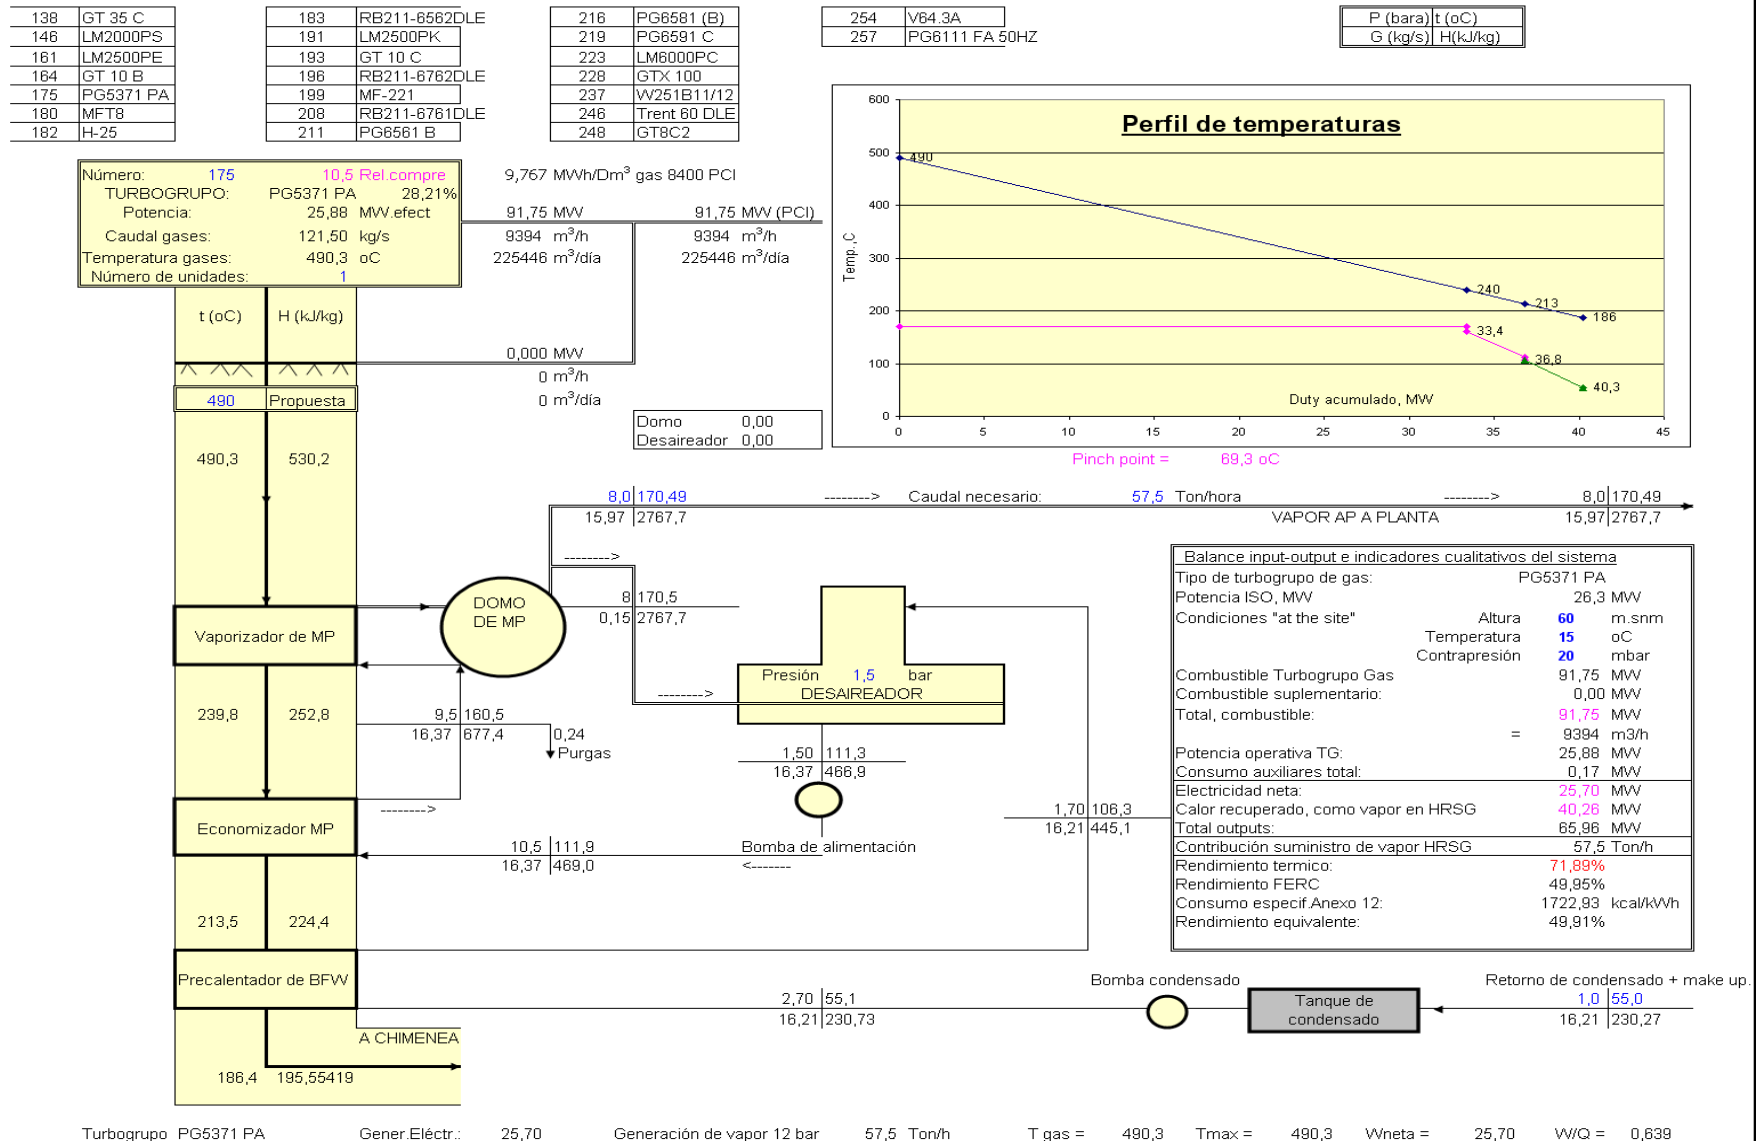 138 GT 35 C 183 RB211-6562DLE 216 PG6581 (B) 254 V64.3A P (bara) t (oC)
146 LM2000PS 191 LM2500PK 219 PG6591 C 257 PG6111 FA 50HZ G (kg/s) H(kJ/kg)
161 LM2500PE 193 GT 10 C 223 LM6000PC
164 GT 10 B 196 RB211-6762DLE 228 GTX 100
175 PG5371 PA 199 MF-221 237 W251B11/12
180 MFT8 208 RB211-6761DLE 246 Trent 60 DLE
182 H-25 211 PG6561 B 248 GT8C2
Número: 175 10,5 Rel.compre
TURBOGRUPO: PG5371 PA 28,21%
Potencia: 25,88 MW.efect
Caudal gases: 121,50 kg/s
Temperatura gases: 490,3 oC
Número de unidades: 1
9,767 MWh/Dm³ gas 8400 PCI
91,75 MW 91,75 MW (PCI)
9394 m³/h 9394 m³/h
225446 m³/día 225446 m³/día
t (oC) H (kJ/kg)
0,000 MW
0 m³/h
0 m³/día
490 Propuesta
Domo 0,00
Desaireador 0,00
Perfil de temperaturas
Temp.,C
600
500
400
300
200
100
0
490
240
213
186
33,4
36,8
40,3
Duty acumulado, MW
0 5 10 15 20 25 30 35 40 45
Pinch point = 69,3 oC
490,3 530,2
8,0 170,49 --------> Caudal necesario: 57,5 Ton/hora --------> 8,0 170,49
15,97 2767,7 VAPOR AP A PLANTA 15,97 2767,7
-------->
DOMO
DE MP
8 170,5
0,15 2767,7
Vaporizador de MP
Presión 1,5 bar
DESAIREADOR
-------->
239,8 252,8
9,5 160,5
16,37 677,4
0,24
Purgas
1,50 111,3
16,37 466,9
-------->
Economizador MP
1,70 106,3
16,21 445,1
10,5 111,9
16,37 469,0
Bomba de alimentación
<-------
213,5 224,4
Precalentador de BFW
Balance input-output e indicadores cualitativos del sistema
Tipo de turbogrupo de gas: PG5371 PA
Potencia ISO, MW 26,3 MW
Condiciones "at the site" Altura 60 m.snm
Temperatura 15 oC
Contrapresión 20 mbar
Combustible Turbogrupo Gas 91,75 MW
Combustible suplementario: 0,00 MW
Total, combustible: 91,75 MW
= 9394 m3/h
Potencia operativa TG: 25,88 MW
Consumo auxiliares total: 0,17 MW
Electricidad neta: 25,70 MW
Calor recuperado, como vapor en HRSG 40,26 MW
Total outputs: 65,96 MW
Contribución suministro de vapor HRSG 57,5 Ton/h
Rendimiento termico: 71,89%
Rendimiento FERC 49,95%
Consumo especif.Anexo 12: 1722,93 kcal/kWh
Rendimiento equivalente: 49,91%
2,70 55,1
16,21 230,73
Bomba condensado
Tanque de
condensado
Retorno de condensado + make up.
1,0 55,0
16,21 230,27
A CHIMENEA
186,4 195,55419
Turbogrupo PG5371 PA Gener.Eléctr.: 25,70 Generación de vapor 12 bar 57,5 Ton/h T gas = 490,3 Tmax = 490,3 Wneta = 25,70 W/Q = 0,639